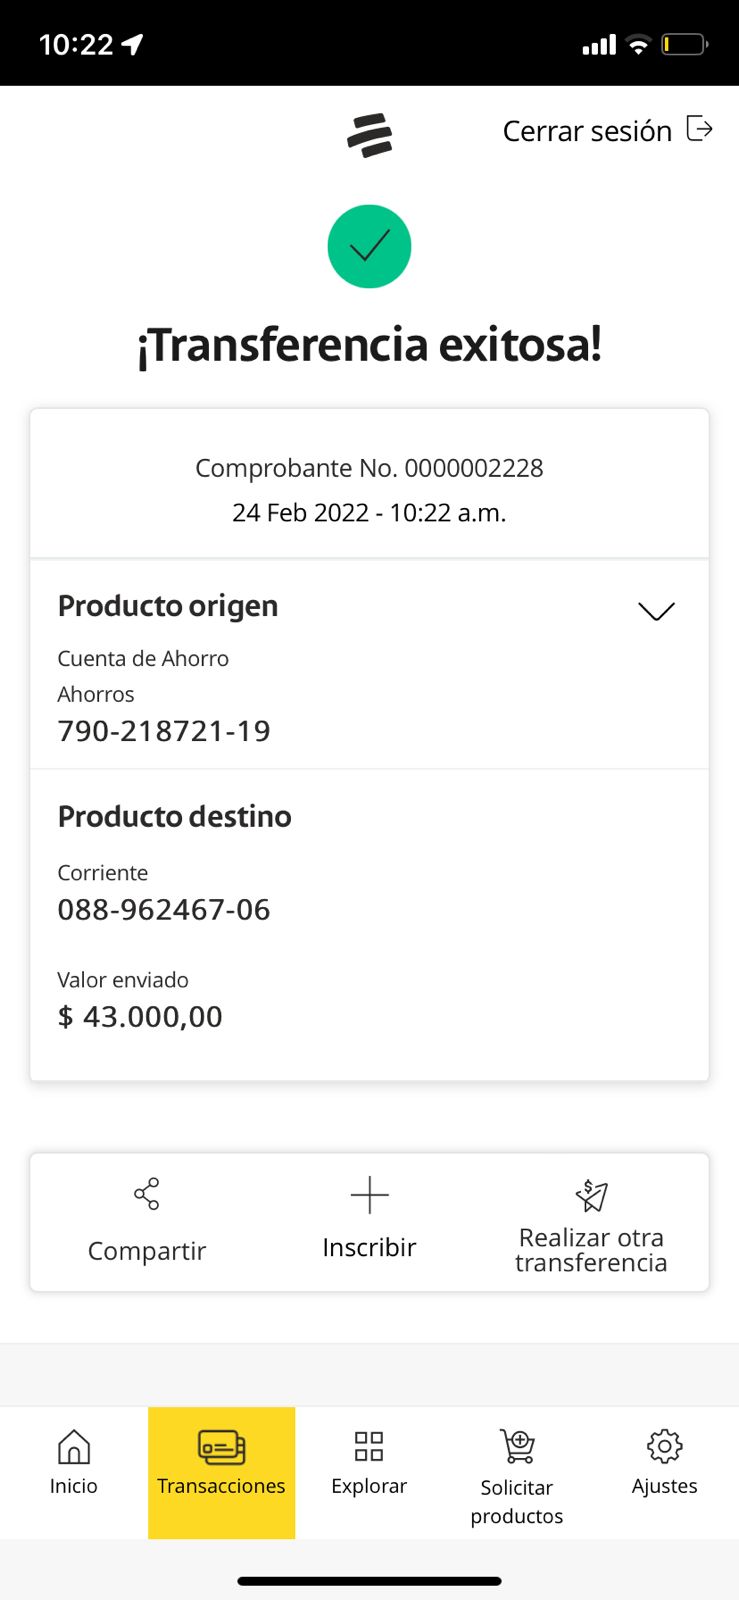 10:22
Cerrar sesión
¡Transferencia exitosa!
Comprobante No. 0000002228
24 Feb 2022 - 10:22 a.m.
Producto origen
Cuenta de Ahorro
Ahorros
790-218721-19
Producto destino
Corriente
088-962467-06
Valor enviado
$ 43.000,00
Compartir
Inscribir
Realizar otra
transferencia
Inicio
Transacciones
Explorar
Solicitar
productos
Ajustes